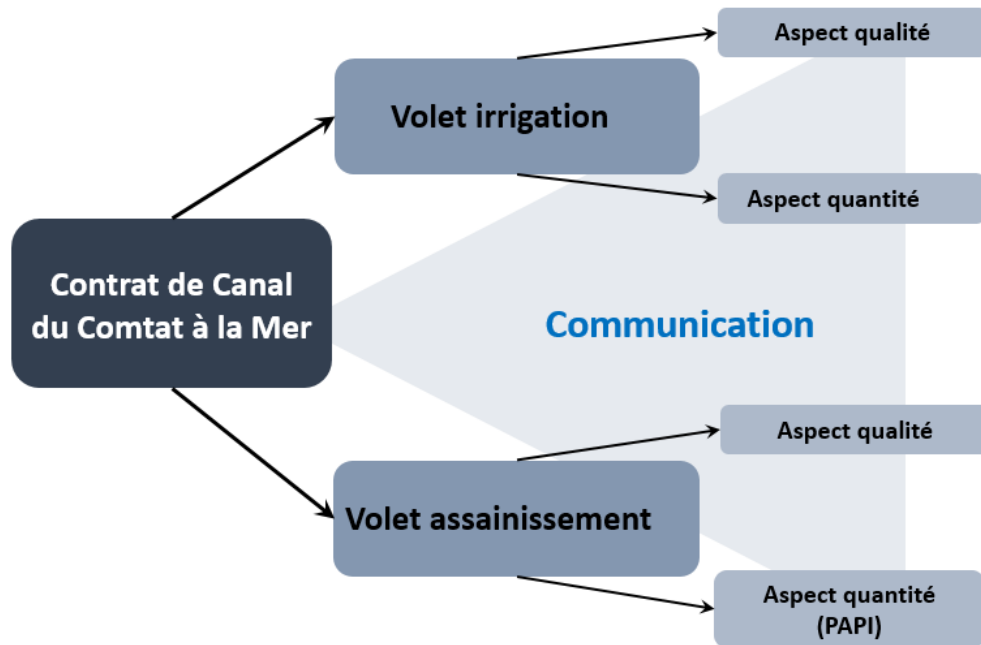 Aspect qualité
Volet irrigation
Aspect quantité
Contrat de Canal
du Comtat à la Mer
Communication
Aspect qualité
Volet assainissement
Aspect quantité
(PAPI)